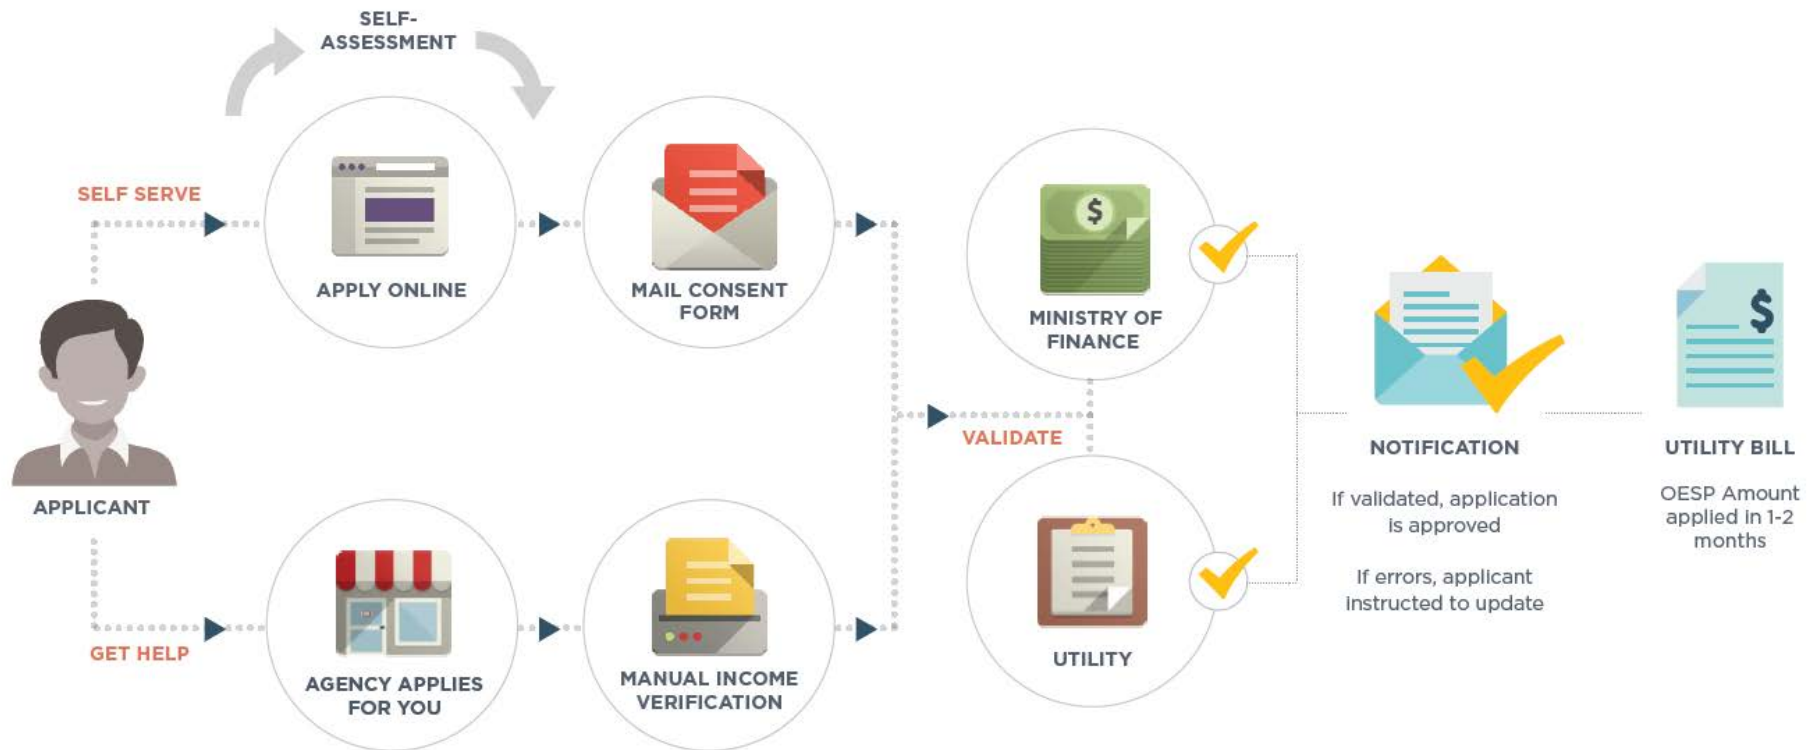 SELF-
ASSESSMENT
SELF SERVE
APPLY ONLINE
MAIL CONSENT
FORM
APPLICANT
GET HELP
AGENCY APPLIES
FOR YOU
MANUAL INCOME
VERIFICATION
VALIDATE
$
MINISTRY OF
FINANCE
UTILITY
NOTIFICATION
If validated, application
is approved
If errors, applicant
instructed to update
$
UTILITY BILL
OESP Amount
applied in 1-2
months